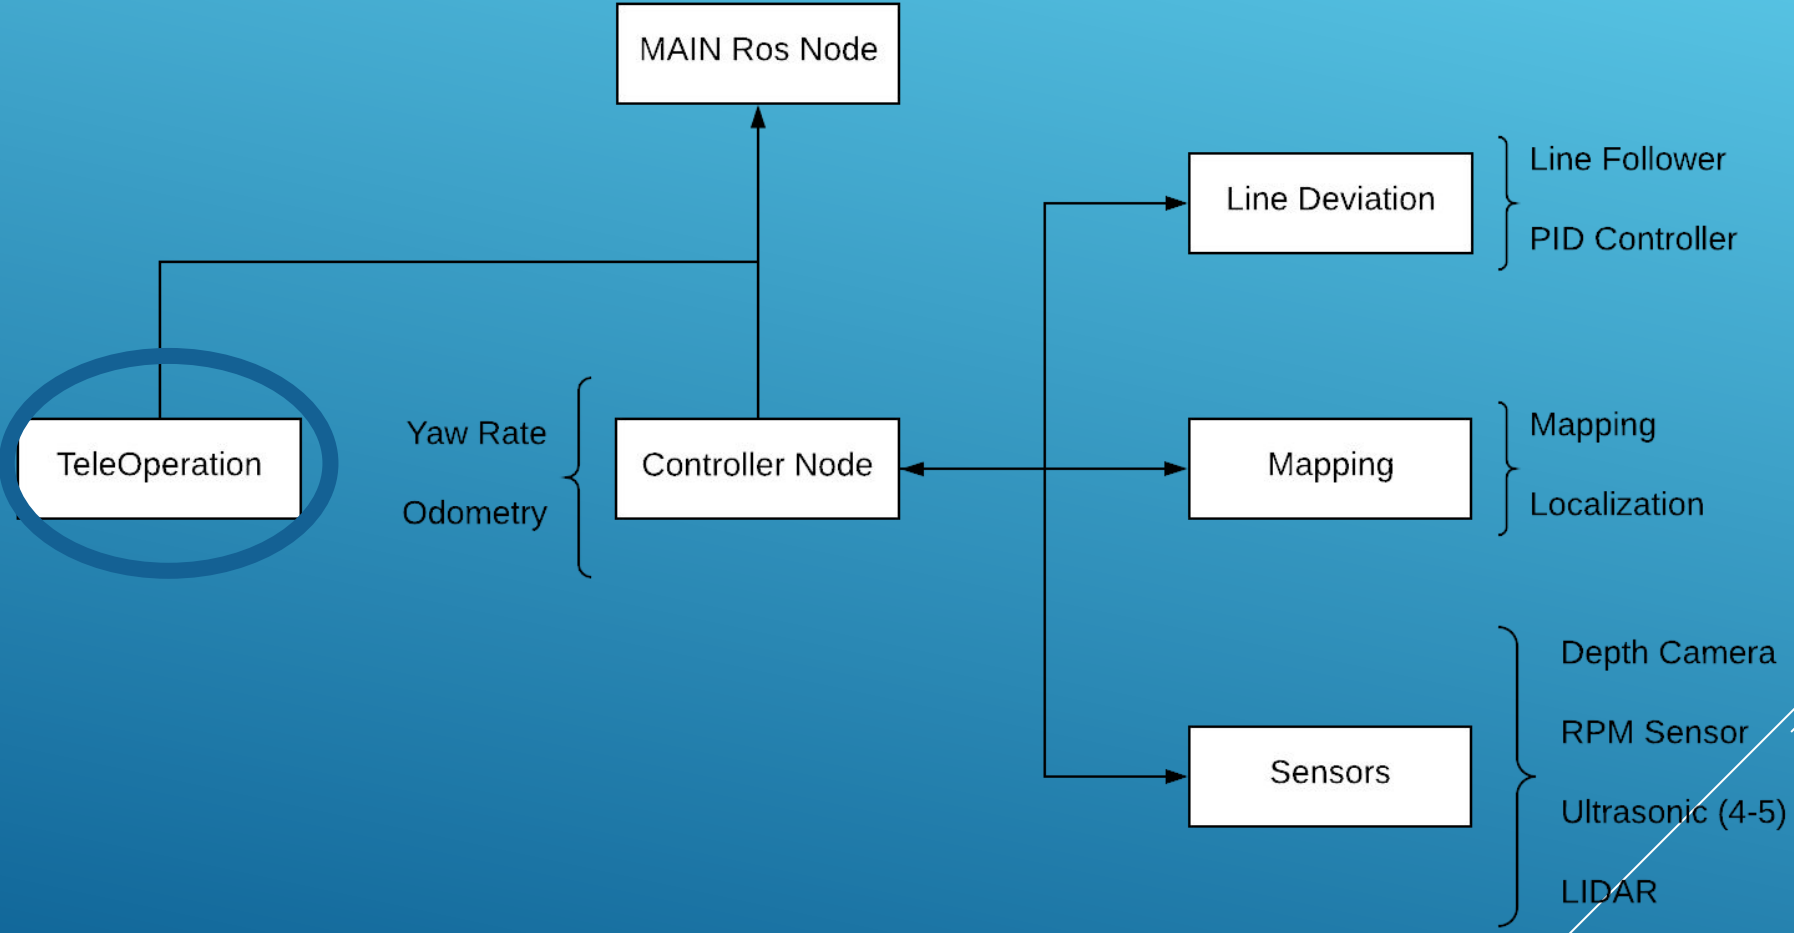 MAIN Ros Node
Line Deviation
Line Follower
PID Controller
TeleOperation
Yaw Rate
Odometry
Controller Node
Mapping
Mapping
Localization
Sensors
Depth Camera
RPM Sensor
Ultrasonic (4-5)
LIDAR